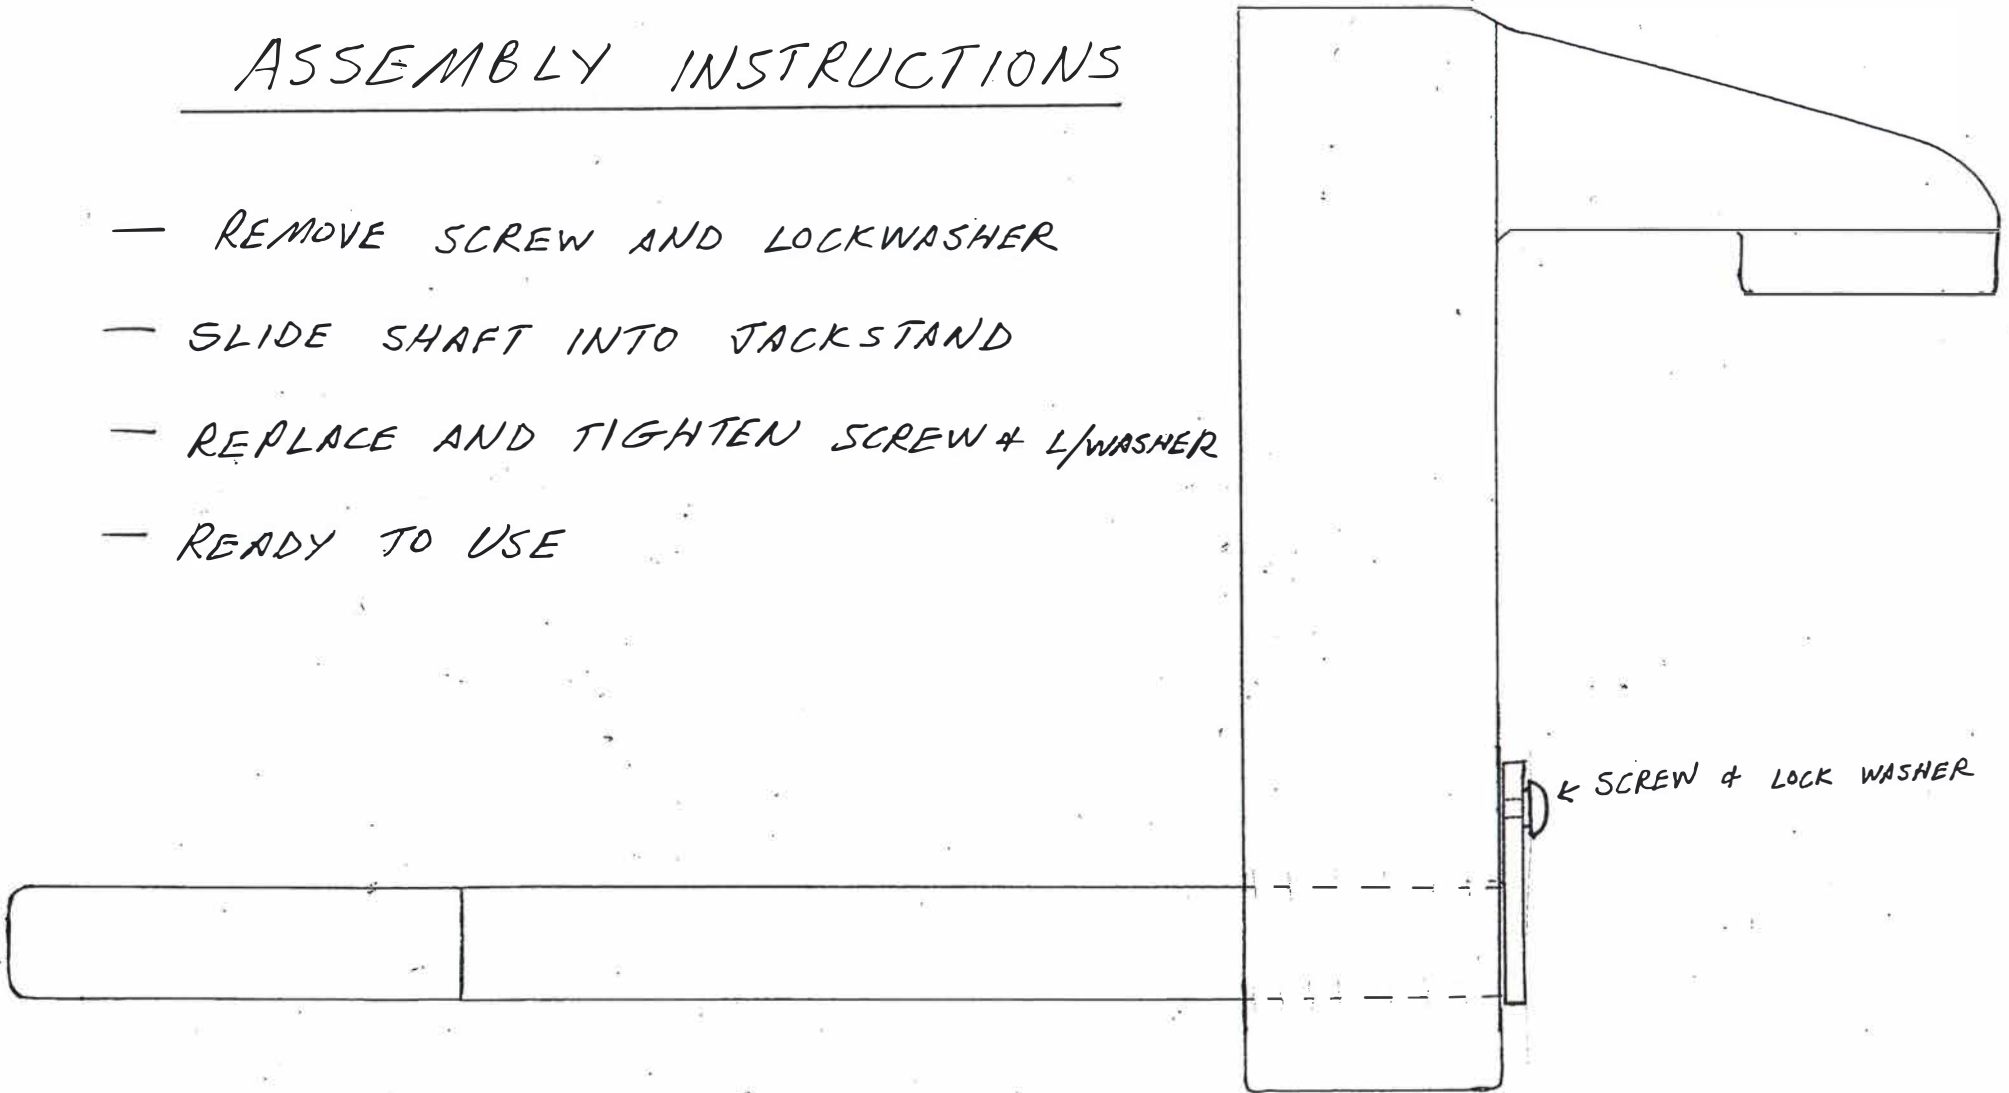 ASSEMBLY INSTRUCTIONS
— REMOVE SCREW AND LOCKWASHER
— SLIDE SHAFT INTO JACKSTAND
— REPLACE AND TIGHTEN SCREW & L/WASHER
— READY TO USE
SCREW & LOCK WASHER